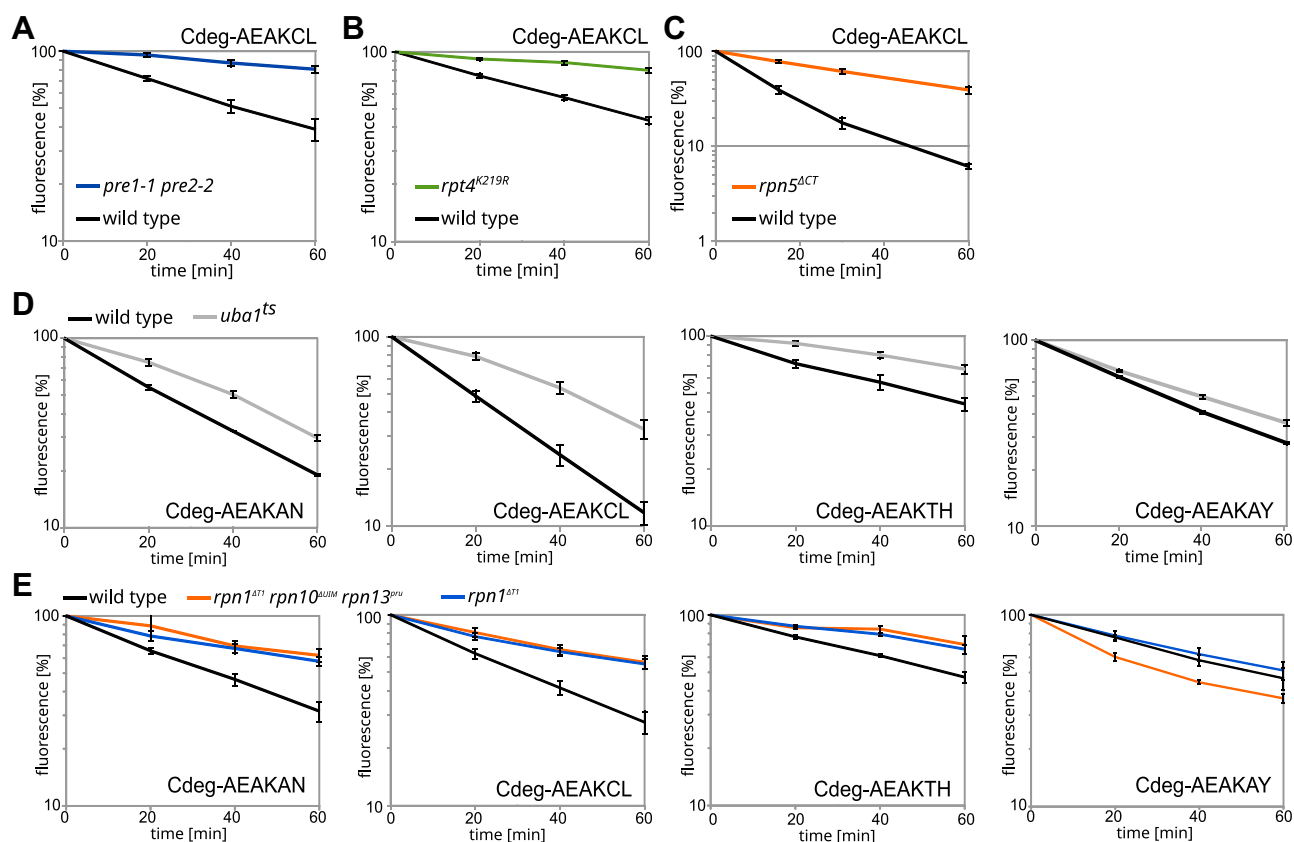 A
Cdeg-AEAKCL
100
10
fluorescence [%]
pre1-1 pre2-2
wild type
0 20 40 60
time [min]
B
Cdeg-AEAKCL
100
10
fluorescence [%]
rpt4K219R
wild type
0 20 40 60
time [min]
C
Cdeg-AEAKCL
100
10
1
fluorescence [%]
rpn5ΔCT
wild type
0 20 40 60
time [min]
D
wild type uba1ts
100
10
fluorescence [%]
Cdeg-AEAKAN
0 20 40 60
time [min]
100
10
fluorescence [%]
Cdeg-AEAKCL
0 20 40 60
time [min]
100
10
fluorescence [%]
Cdeg-AEAKTH
0 20 40 60
time [min]
100
10
fluorescence [%]
Cdeg-AEAKAY
0 20 40 60
time [min]
E
wild type rpn1ΔT1 rpn10ΔUIM rpn13pru rpn1ΔT1
100
10
fluorescence [%]
Cdeg-AEAKAN
0 20 40 60
time [min]
100
10
fluorescence [%]
Cdeg-AEAKCL
0 20 40 60
time [min]
100
10
fluorescence [%]
Cdeg-AEAKTH
0 20 40 60
time [min]
100
10
fluorescence [%]
Cdeg-AEAKAY
0 20 40 60
time [min]